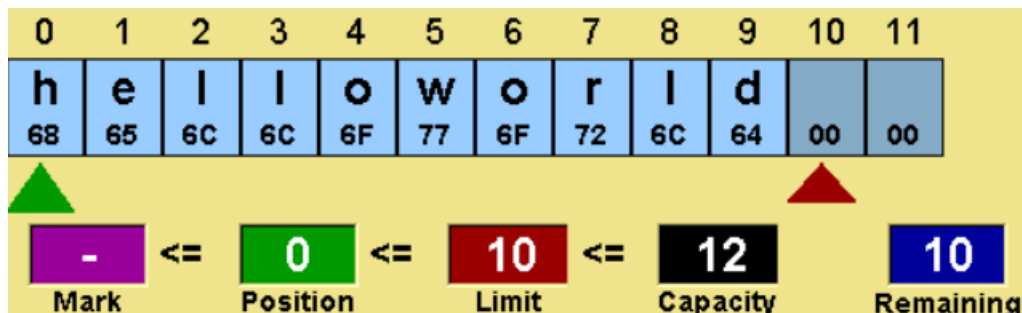 0 1 2 3 4 5 6 7 8 9 10 11
h e l l o w o r l d
68 65 6C 6C 6F 77 6F 72 6C 64 00 00
- <= 0 <= 10 <= 12 10
Mark Position Limit Capacity Remaining